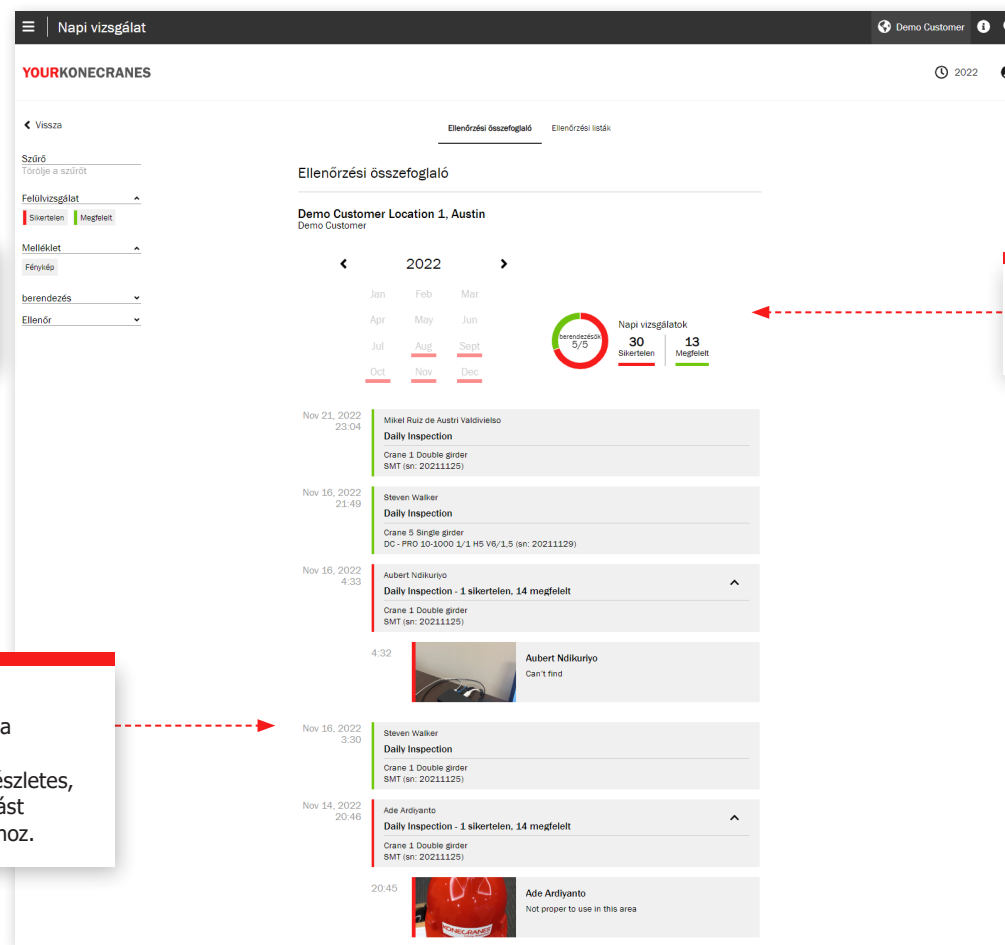 Napi vizsgálat
Demo Customer
YOURKONECRANES
2022
Vissza
Ellenőrzési összefoglaló
Ellenőrzési listák
Szűrő
Törölje a szűrőt
Felülvizsgálat
Sikertelen
Megfelelt
Melléklet
Fénykép
berendezés
Ellenőr
Ellenőrzési összefoglaló
Demo Customer Location 1, Austin
Demo Customer
2022
Jan Feb Mar
Apr May Jun
Jul Aug Sept
Oct Nov Dec
berendezések
5/5
Napi vizsgálatok
30 13
Sikertelen Megfelelt
Nov 21, 2022
23:04
Mikel Ruiz de Austri Valdivielso
Daily Inspection
Crane 1 Double girder
SMT (sn: 20211125)
Nov 16, 2022
21:49
Steven Walker
Daily Inspection
Crane 5 Single girder
DC - PRO 10-1000 1/1 H5 V6/1,5 (sn: 20211129)
Nov 16, 2022
4:33
Aubert Ndikuriyo
Daily Inspection - 1 sikertelen, 14 megfelelt
Crane 1 Double girder
SMT (sn: 20211125)
4:32
Aubert Ndikuriyo
Can't find
a
észletes,
ást
hoz.
Nov 16, 2022
3:30
Steven Walker
Daily Inspection
Crane 1 Double girder
SMT (sn: 20211125)
Nov 14, 2022
20:46
Ade Ardiyanto
Daily Inspection - 1 sikertelen, 14 megfelelt
Crane 1 Double girder
SMT (sn: 20211125)
20:45
Ade Ardiyanto
Not proper to use in this area
KONECRANES